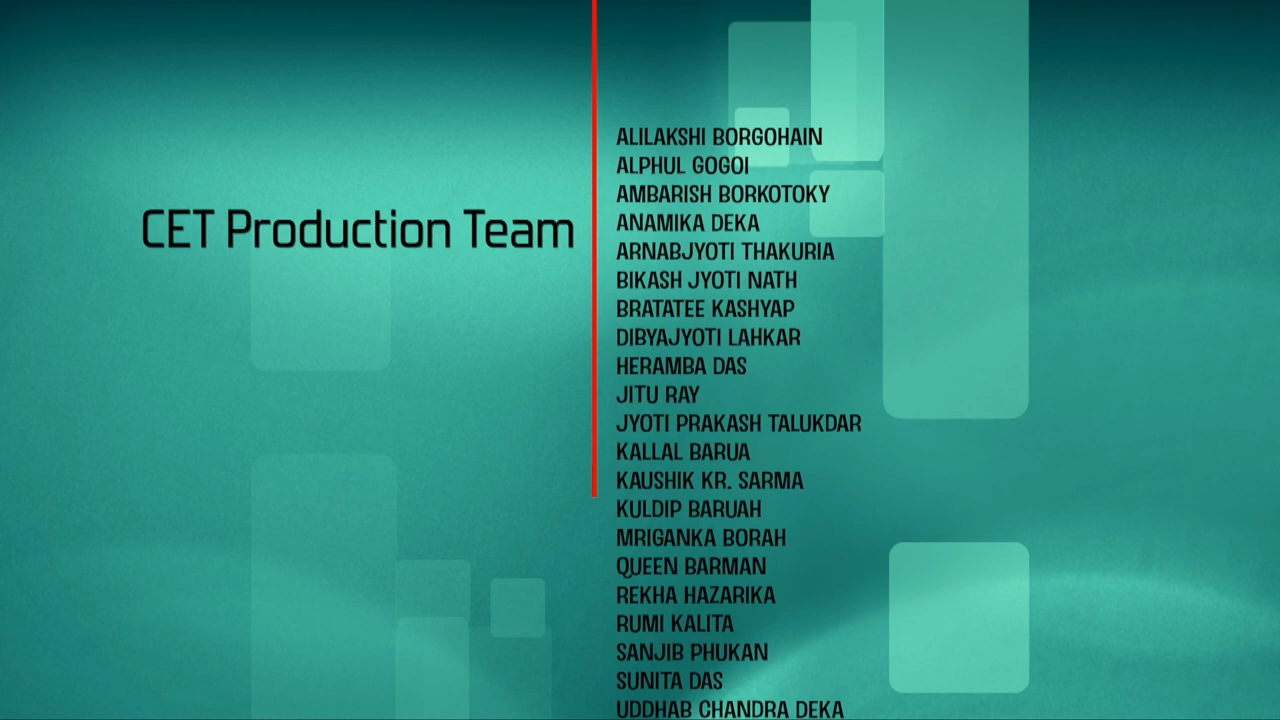 CET Production Team
ALILAKSHI BORGOHAIN
ALPHUL GOGOI
AMBARISH BORKOTOKY
ANAMIKA DEKA
ARNABJYOTI THAKURIA
BIKASH JYOTI NATH
BRATATEE KASHYAP
DIBYAJYOTI LAHKAR
HERAMBA DAS
JITU RAY
JYOTI PRAKASH TALUKDAR
KALLAL BARUA
KAUSHIK KR. SARMA
KULDIP BARUAH
MRIGANKA BORAH
QUEEN BARMAN
REKHA HAZARIKA
RUMI KALITA
SANJIB PHUKAN
SUNITA DAS
UDDHAB CHANDRA DEKA